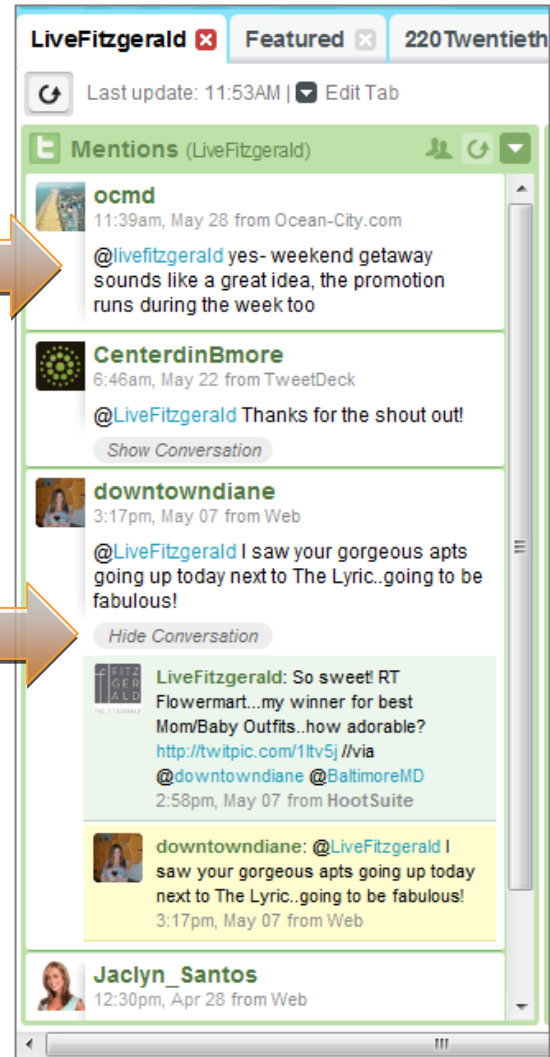 LiveFitzgerald Featured 220Twentieth
Last update: 11:53AM | Edit Tab
Mentions (LiveFitzgerald)
ocmd
11:39am, May 28 from Ocean-City.com
@livefitzgerald yes- weekend getaway
sounds like a great idea, the promotion
runs during the week too
CenterdinBmore
6:46am, May 22 from TweetDeck
@LiveFitzgerald Thanks for the shout out!
Show Conversation
downtowndiane
3:17pm, May 07 from Web
@LiveFitzgerald I saw your gorgeous apts
going up today next to The Lyric..going to be
fabulous!
Hide Conversation
FITZ
GER
ALD
THE FITZGERALD
LiveFitzgerald: So sweet! RT
Flowermart...my winner for best
Mom/Baby Outfits..how adorable?
http://twitpic.com/1ltv5j //via
@downtowndiane @BaltimoreMD
2:58pm, May 07 from HootSuite
downtowndiane: @LiveFitzgerald I
saw your gorgeous apts going up today
next to The Lyric..going to be fabulous!
3:17pm, May 07 from Web
Jaclyn_Santos
12:30pm, Apr 28 from Web